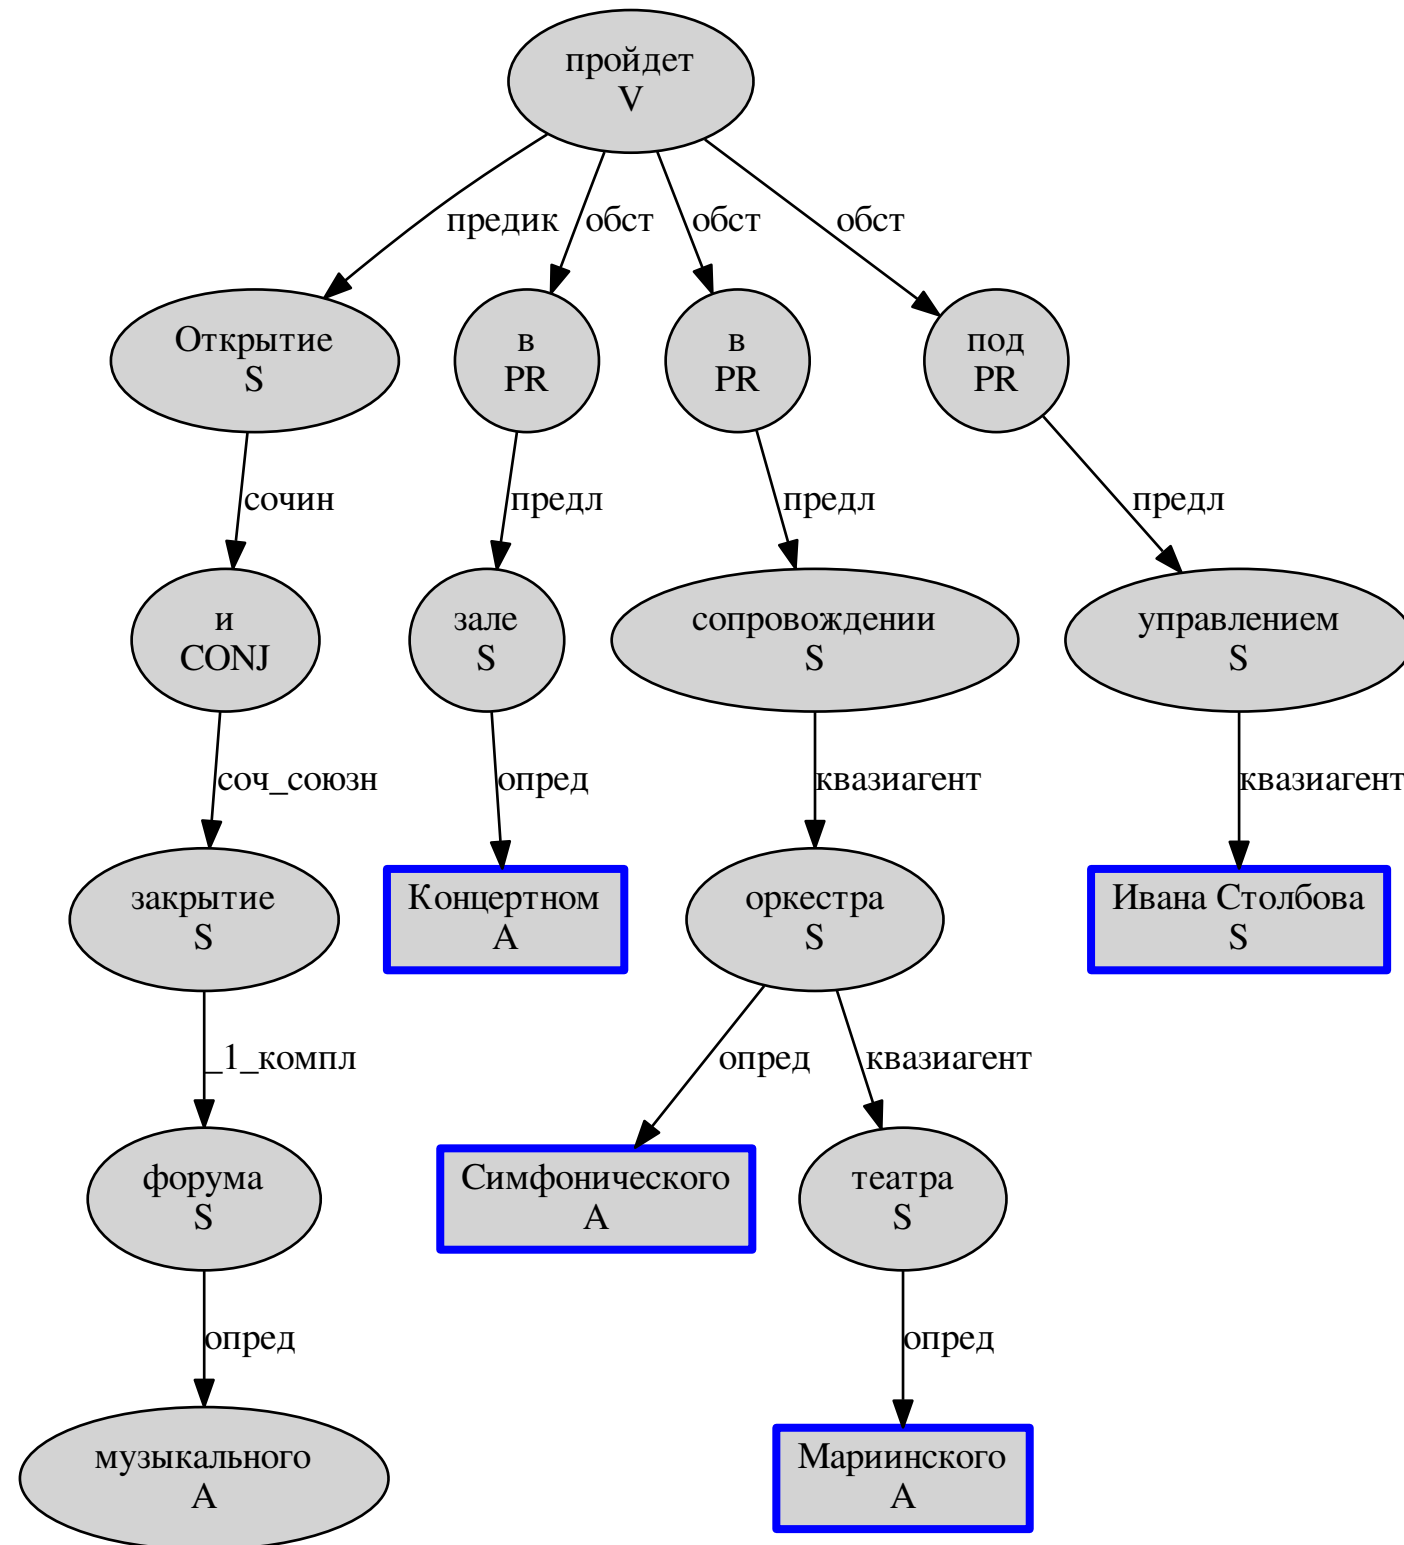 пройдет
V
предик
обст
обст
обст
Открытие
S
в
PR
в
PR
под
PR
сочин
предл
предл
предл
и
CONJ
зале
S
сопровождении
S
управлением
S
соч_союзн
опред
квазиагент
квазиагент
закрытие
S
Концертном
A
оркестра
S
Ивана Столбова
S
_1_компл
опред
квазиагент
форума
S
Симфонического
A
театра
S
опред
опред
музыкального
A
Мариинского
A